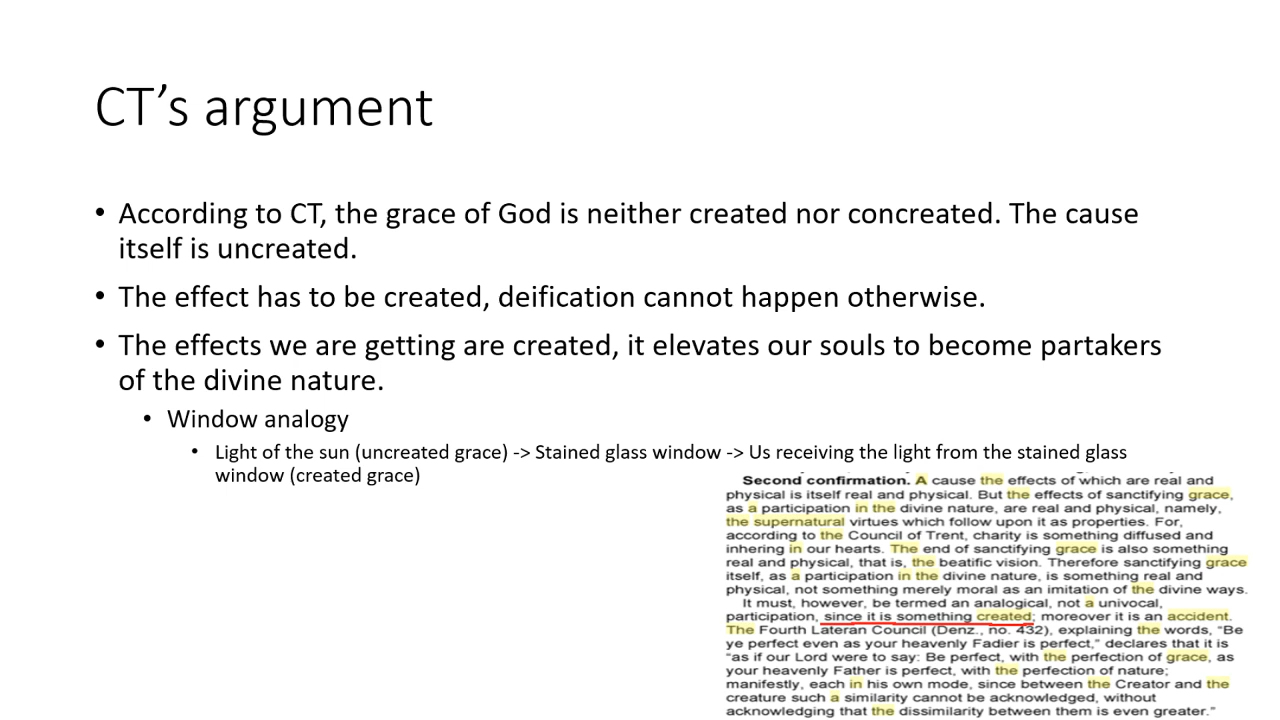 CT’s argument
• According to CT, the grace of God is neither created nor concreated. The cause
itself is uncreated.
• The effect has to be created, deification cannot happen otherwise.
• The effects we are getting are created, it elevates our souls to become partakers
of the divine nature.
• Window analogy
• Light of the sun (uncreated grace) -> Stained glass window -> Us receiving the light from the stained glass
window (created grace)
Second confirmation. A cause the effects of which are real and
physical is itself real and physical. But the effects of sanctifying grace,
as a participation in the divine nature, are real and physical, namely,
the supernatural virtues which follow upon it as properties. For,
according to the Council of Trent, charity is something diffused and
inhering in our hearts. The end of sanctifying grace is also something
real and physical, that is, the beatific vision. Therefore sanctifying grace
itself, as a participation in the divine nature, is something real and
physical, not something merely moral as an imitation of the divine ways.
It must, however, be termed an analogical, not a univocal,
participation, since it is something created; moreover it is an accident.
The Fourth Lateran Council (Denz., no. 432), explaining the words, “Be
ye perfect even as your heavenly Fadier is perfect,” declares that it is
“as if our Lord were to say: Be perfect, with the perfection of grace, as
your heavenly Father is perfect, with the perfection of nature;
manifestly, each in his own mode, since between the Creator and the
creature such a similarity cannot be acknowledged, without
acknowledging that the dissimilarity between them is even greater.”